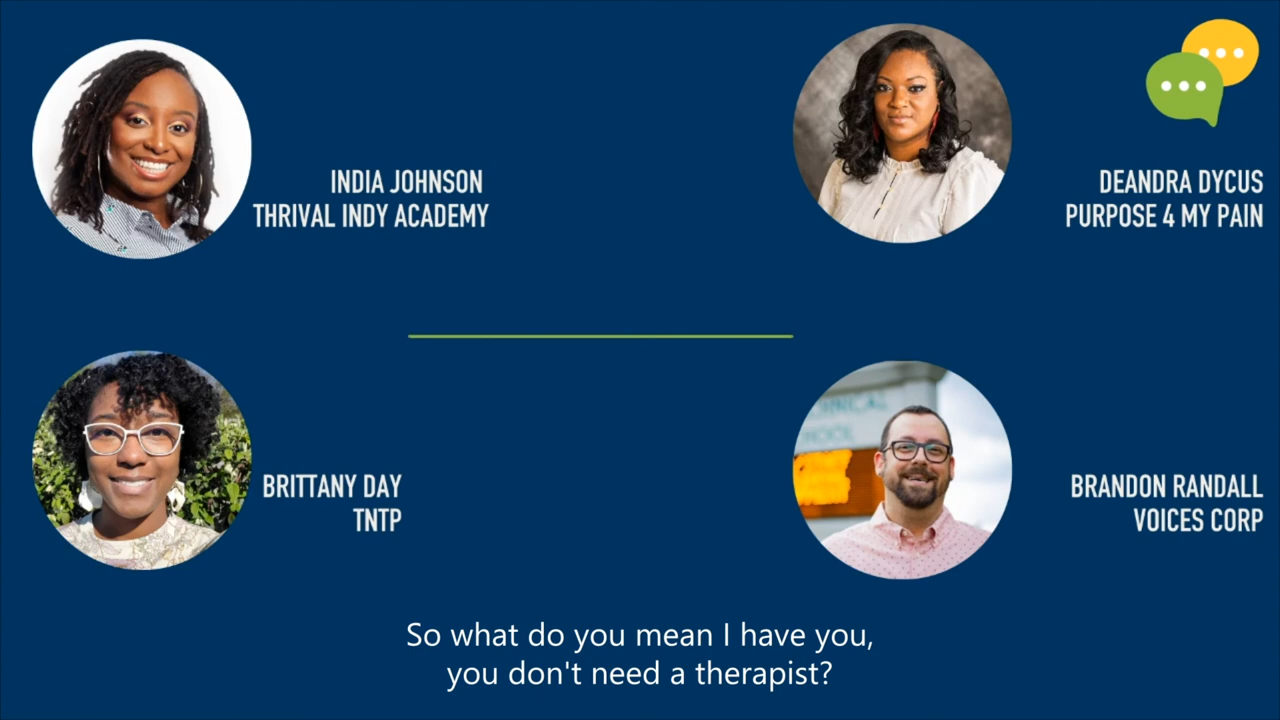 INDIA JOHNSON
THRIVAL INDY ACADEMY
DEANDRA DYCUS
PURPOSE 4 MY PAIN
BRITTANY DAY
TNTP
BRANDON RANDALL
VOICES CORP
So what do you mean I have you,
you don't need a therapist?